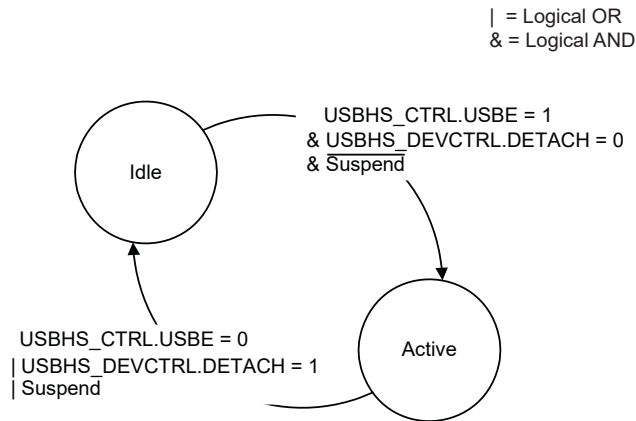 | = Logical OR
& = Logical AND
USBHS_CTRL.USBE = 1
& USBHS_DEVCTRL.DETACH = 0
& S̅u̅s̅p̅e̅n̅d̅
Idle
Active
USBHS_CTRL.USBE = 0
| USBHS_DEVCTRL.DETACH = 1
| Suspend